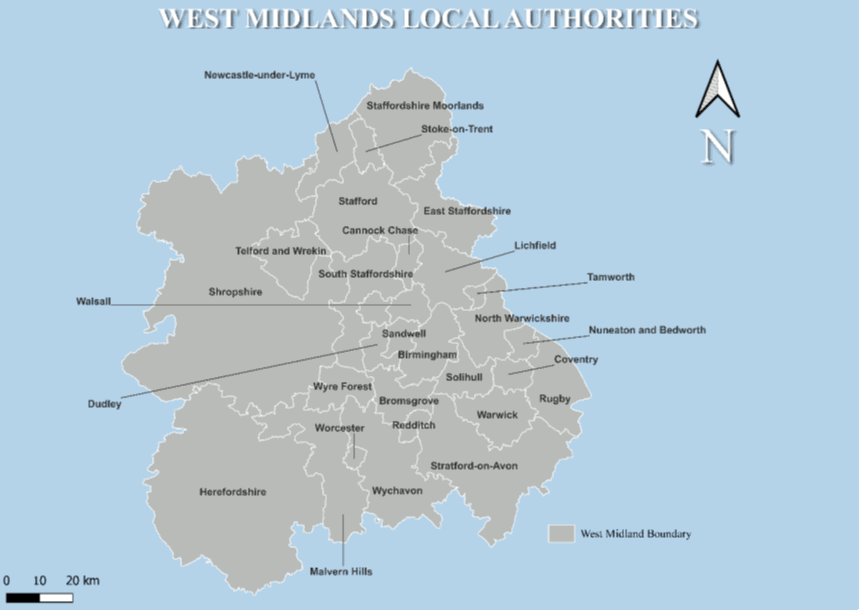 WEST MIDLANDS LOCAL AUTHORITIES
Newcastle-under-Lyme
Staffordshire Moorlands
Stoke-on-Trent
N
Stafford
East Staffordshire
Cannock Chase
Telford and Wrekin
Lichfield
South Staffordshire
Tamworth
Shropshire
Walsall
North Warwickshire
Nuneaton and Bedworth
Sandwell
Birmingham
Coventry
Solihull
Wyre Forest
Dudley
Bromsgrove
Rugby
Warwick
Worcester
Redditch
Stratford-on-Avon
Herefordshire
Wychavon
West Midland Boundary
Malvern Hills
0 10 20 km